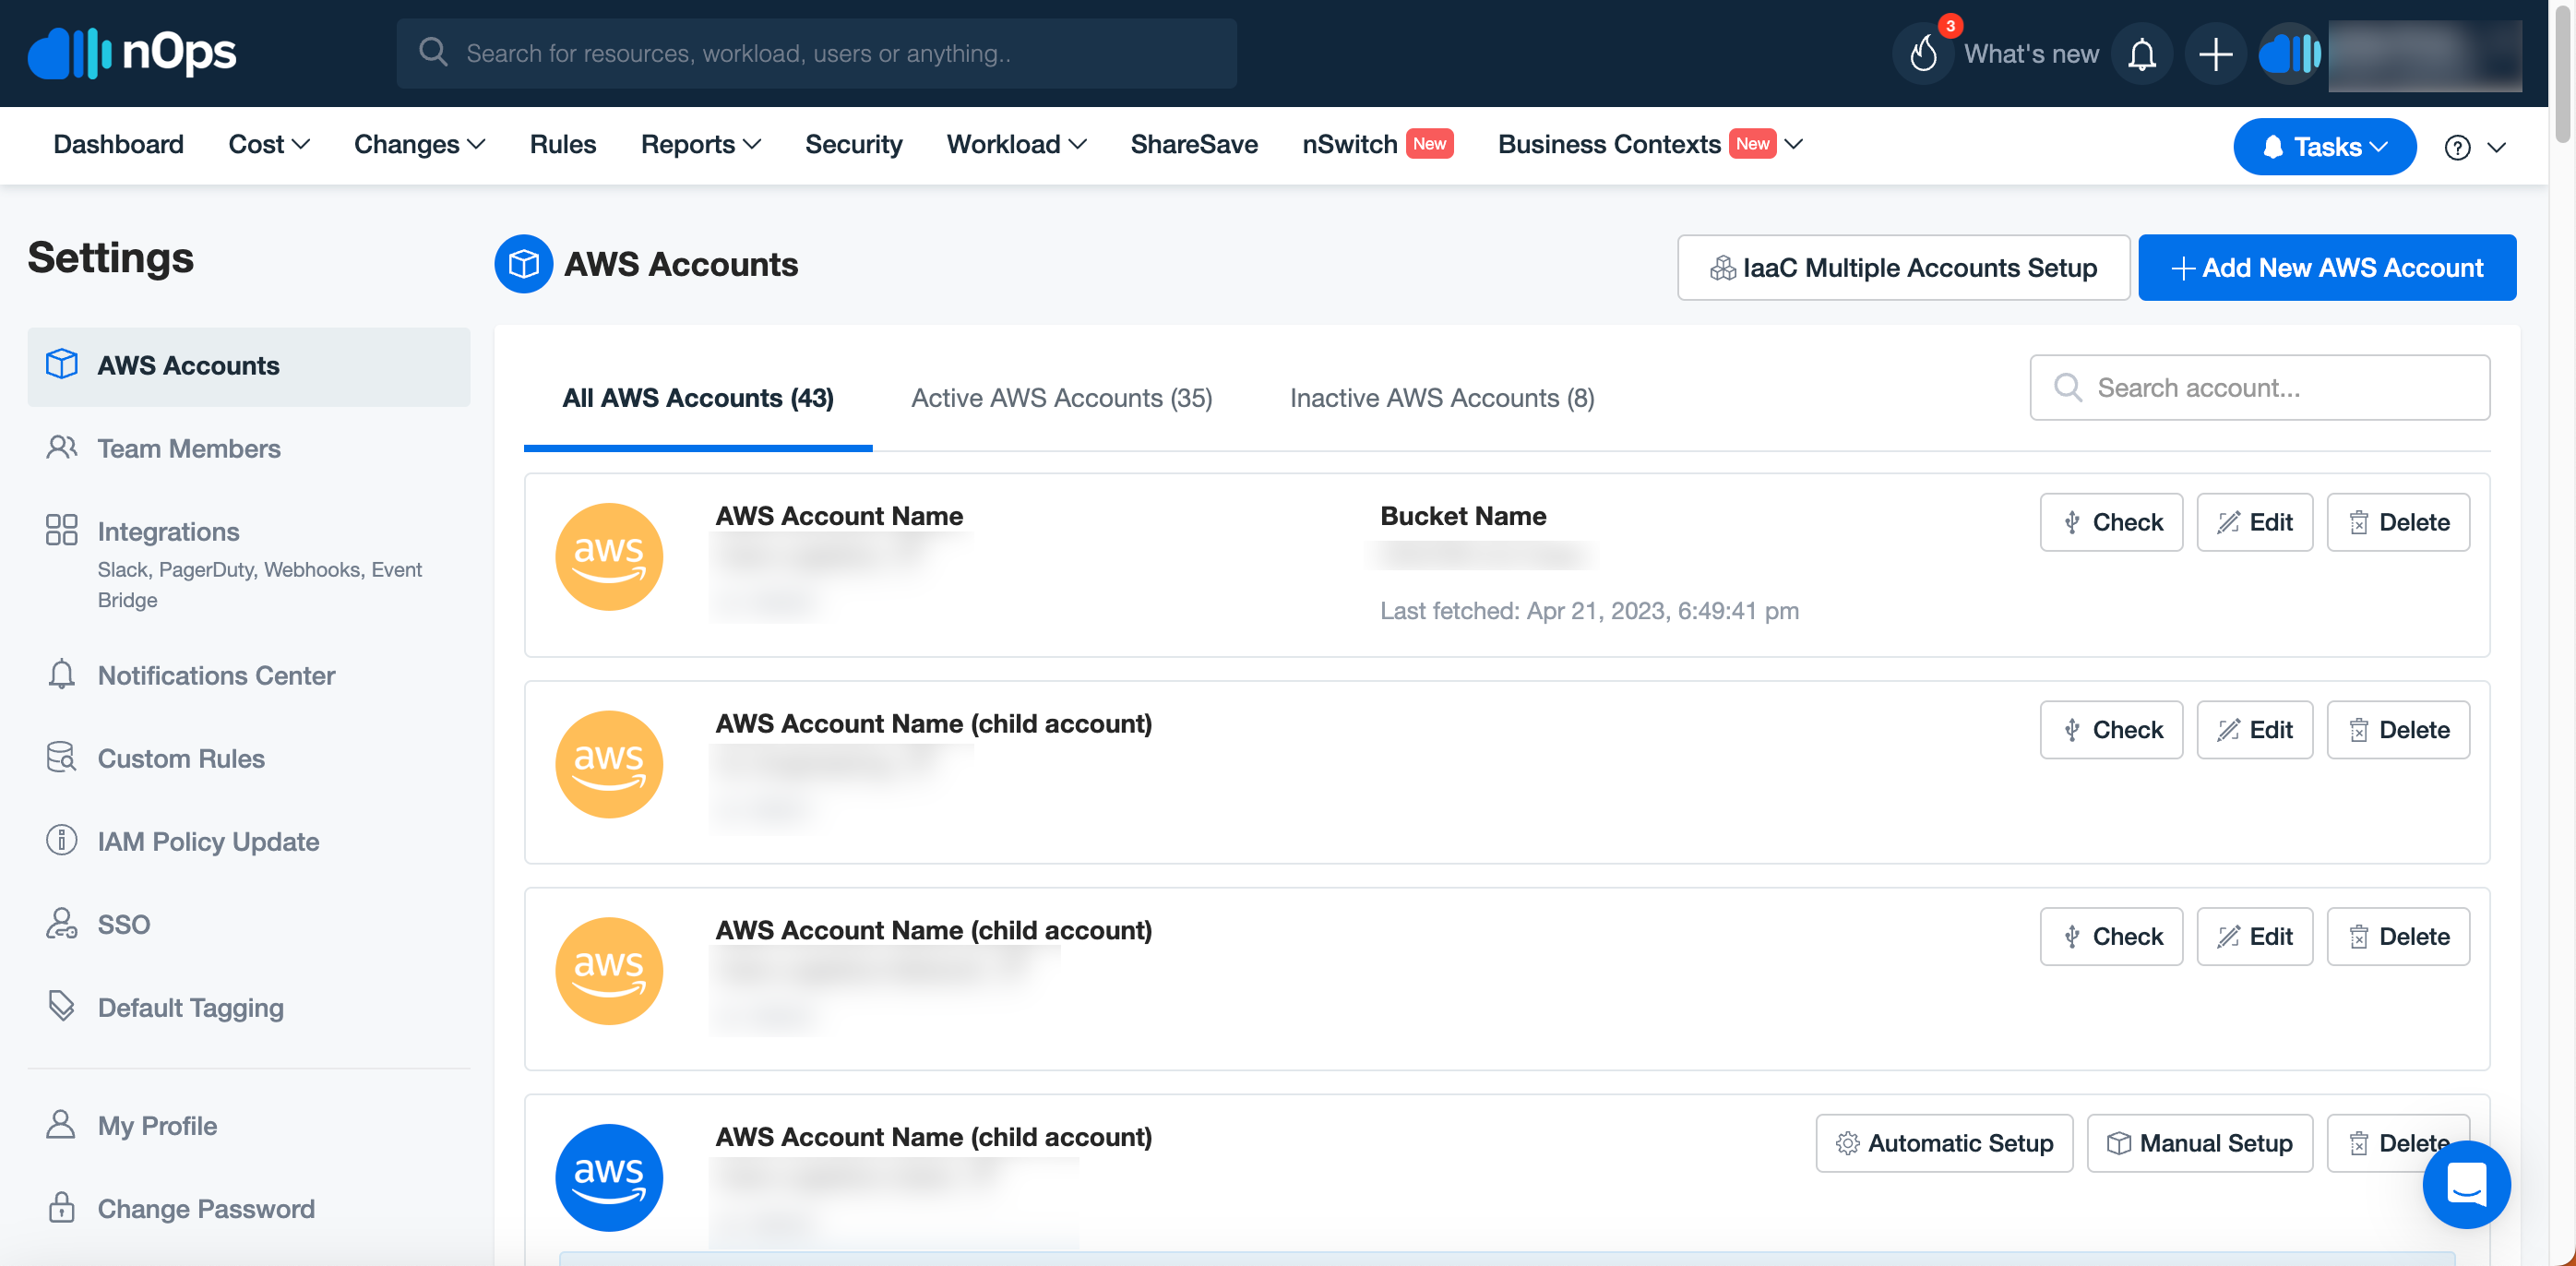 nOps
Search for resources, workload, users or anything..
3
What's new
Dashboard Cost Changes Rules Reports Security Workload ShareSave nSwitch New Business Contexts New Tasks ?
Settings
AWS Accounts
Team Members
Integrations
Slack, PagerDuty, Webhooks, Event
Bridge
Notifications Center
Custom Rules
IAM Policy Update
SSO
Default Tagging
My Profile
Change Password
AWS Accounts
IaaC Multiple Accounts Setup
Add New AWS Account
All AWS Accounts (43) Active AWS Accounts (35) Inactive AWS Accounts (8)
Search account...
aws
AWS Account Name
Bucket Name
Last fetched: Apr 21, 2023, 6:49:41 pm
Check Edit Delete
aws
AWS Account Name (child account)
Check Edit Delete
aws
AWS Account Name (child account)
Check Edit Delete
aws
AWS Account Name (child account)
Automatic Setup Manual Setup Delete